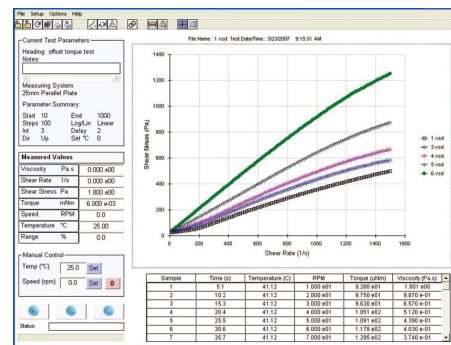 File Setup Options Help
File Name : 1.vsd Test Date/Time : 3/23/2007 8:15:51 AM
Current Test Parameters
Heading: offset torque test
Notes:
Measuring System
25mm Parallel Plate
Parameter Summary:
Start 10 End 1000
Steps 100 Log/Lin Linear
Int 3 Delay 2
Dir Up Set °C 0
Measured Values
Viscosity Pa.s 0.000 e00
Shear Rate 1/s 0.000 e00
Shear Stress Pa 1.800 e00
Torque mNm 6.000 e-03
Speed RPM 0.0
Temperature °C 25.00
Range % 0.0
Manual Control
Temp (°C) 25.0 Set
Speed (rpm) 0.0 Set 0
Status:
Shear Stress (Pa)
1400
1200
1000
800
600
400
200
0
0 200 400 600 800 1000 1200 1400 1600
Shear Rate (1/s)
1.vsd
3.vsd
4.vsd
5.vsd
6.vsd
Sample Time (s) Temperature (C) RPM Torque (uNm) Viscosity (Pa.s)
1 5.1 41.12 1.000 e01 9.280 e01 1.881 e00
2 10.2 41.12 2.000 e01 9.750 e01 9.870 e-01
3 15.3 41.12 3.000 e01 9.630 e01 6.570 e-01
4 20.4 41.12 4.000 e01 1.051 e02 5.120 e-01
5 25.5 41.12 5.000 e01 1.091 e02 4.390 e-01
6 30.6 41.12 6.000 e01 1.178 e02 4.030 e-01
7 35.7 41.12 7.000 e01 1.295 e02 3.740 e-01